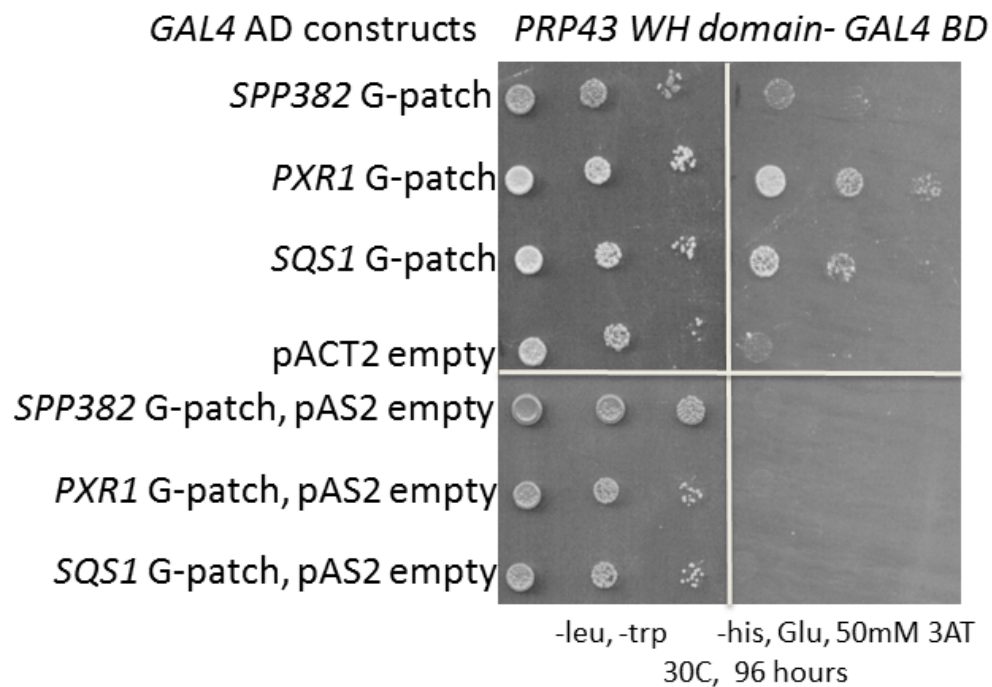 GAL4 AD constructs PRP43 WH domain- GAL4 BD
SPP382 G-patch
PXR1 G-patch
SQS1 G-patch
pACT2 empty
SPP382 G-patch, pAS2 empty
PXR1 G-patch, pAS2 empty
SQS1 G-patch, pAS2 empty
-leu, -trp -his, Glu, 50mM 3AT
30C, 96 hours